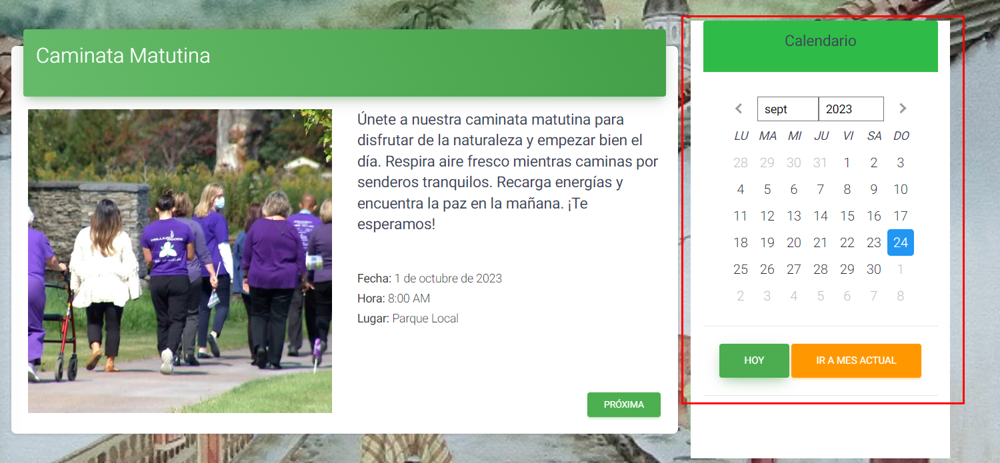 Caminata Matutina
Únete a nuestra caminata matutina para
disfrutar de la naturaleza y empezar bien el
día. Respira aire fresco mientras caminas por
senderos tranquilos. Recarga energías y
encuentra la paz en la mañana. ¡Te
esperamos!
Fecha: 1 de octubre de 2023
Hora: 8:00 AM
Lugar: Parque Local
PRÓXIMA
Calendario
sept 2023
LU MA MI JU VI SA DO
28 29 30 31 1 2 3
4 5 6 7 8 9 10
11 12 13 14 15 16 17
18 19 20 21 22 23 24
25 26 27 28 29 30 1
2 3 4 5 6 7 8
HOY IR A MES ACTUAL